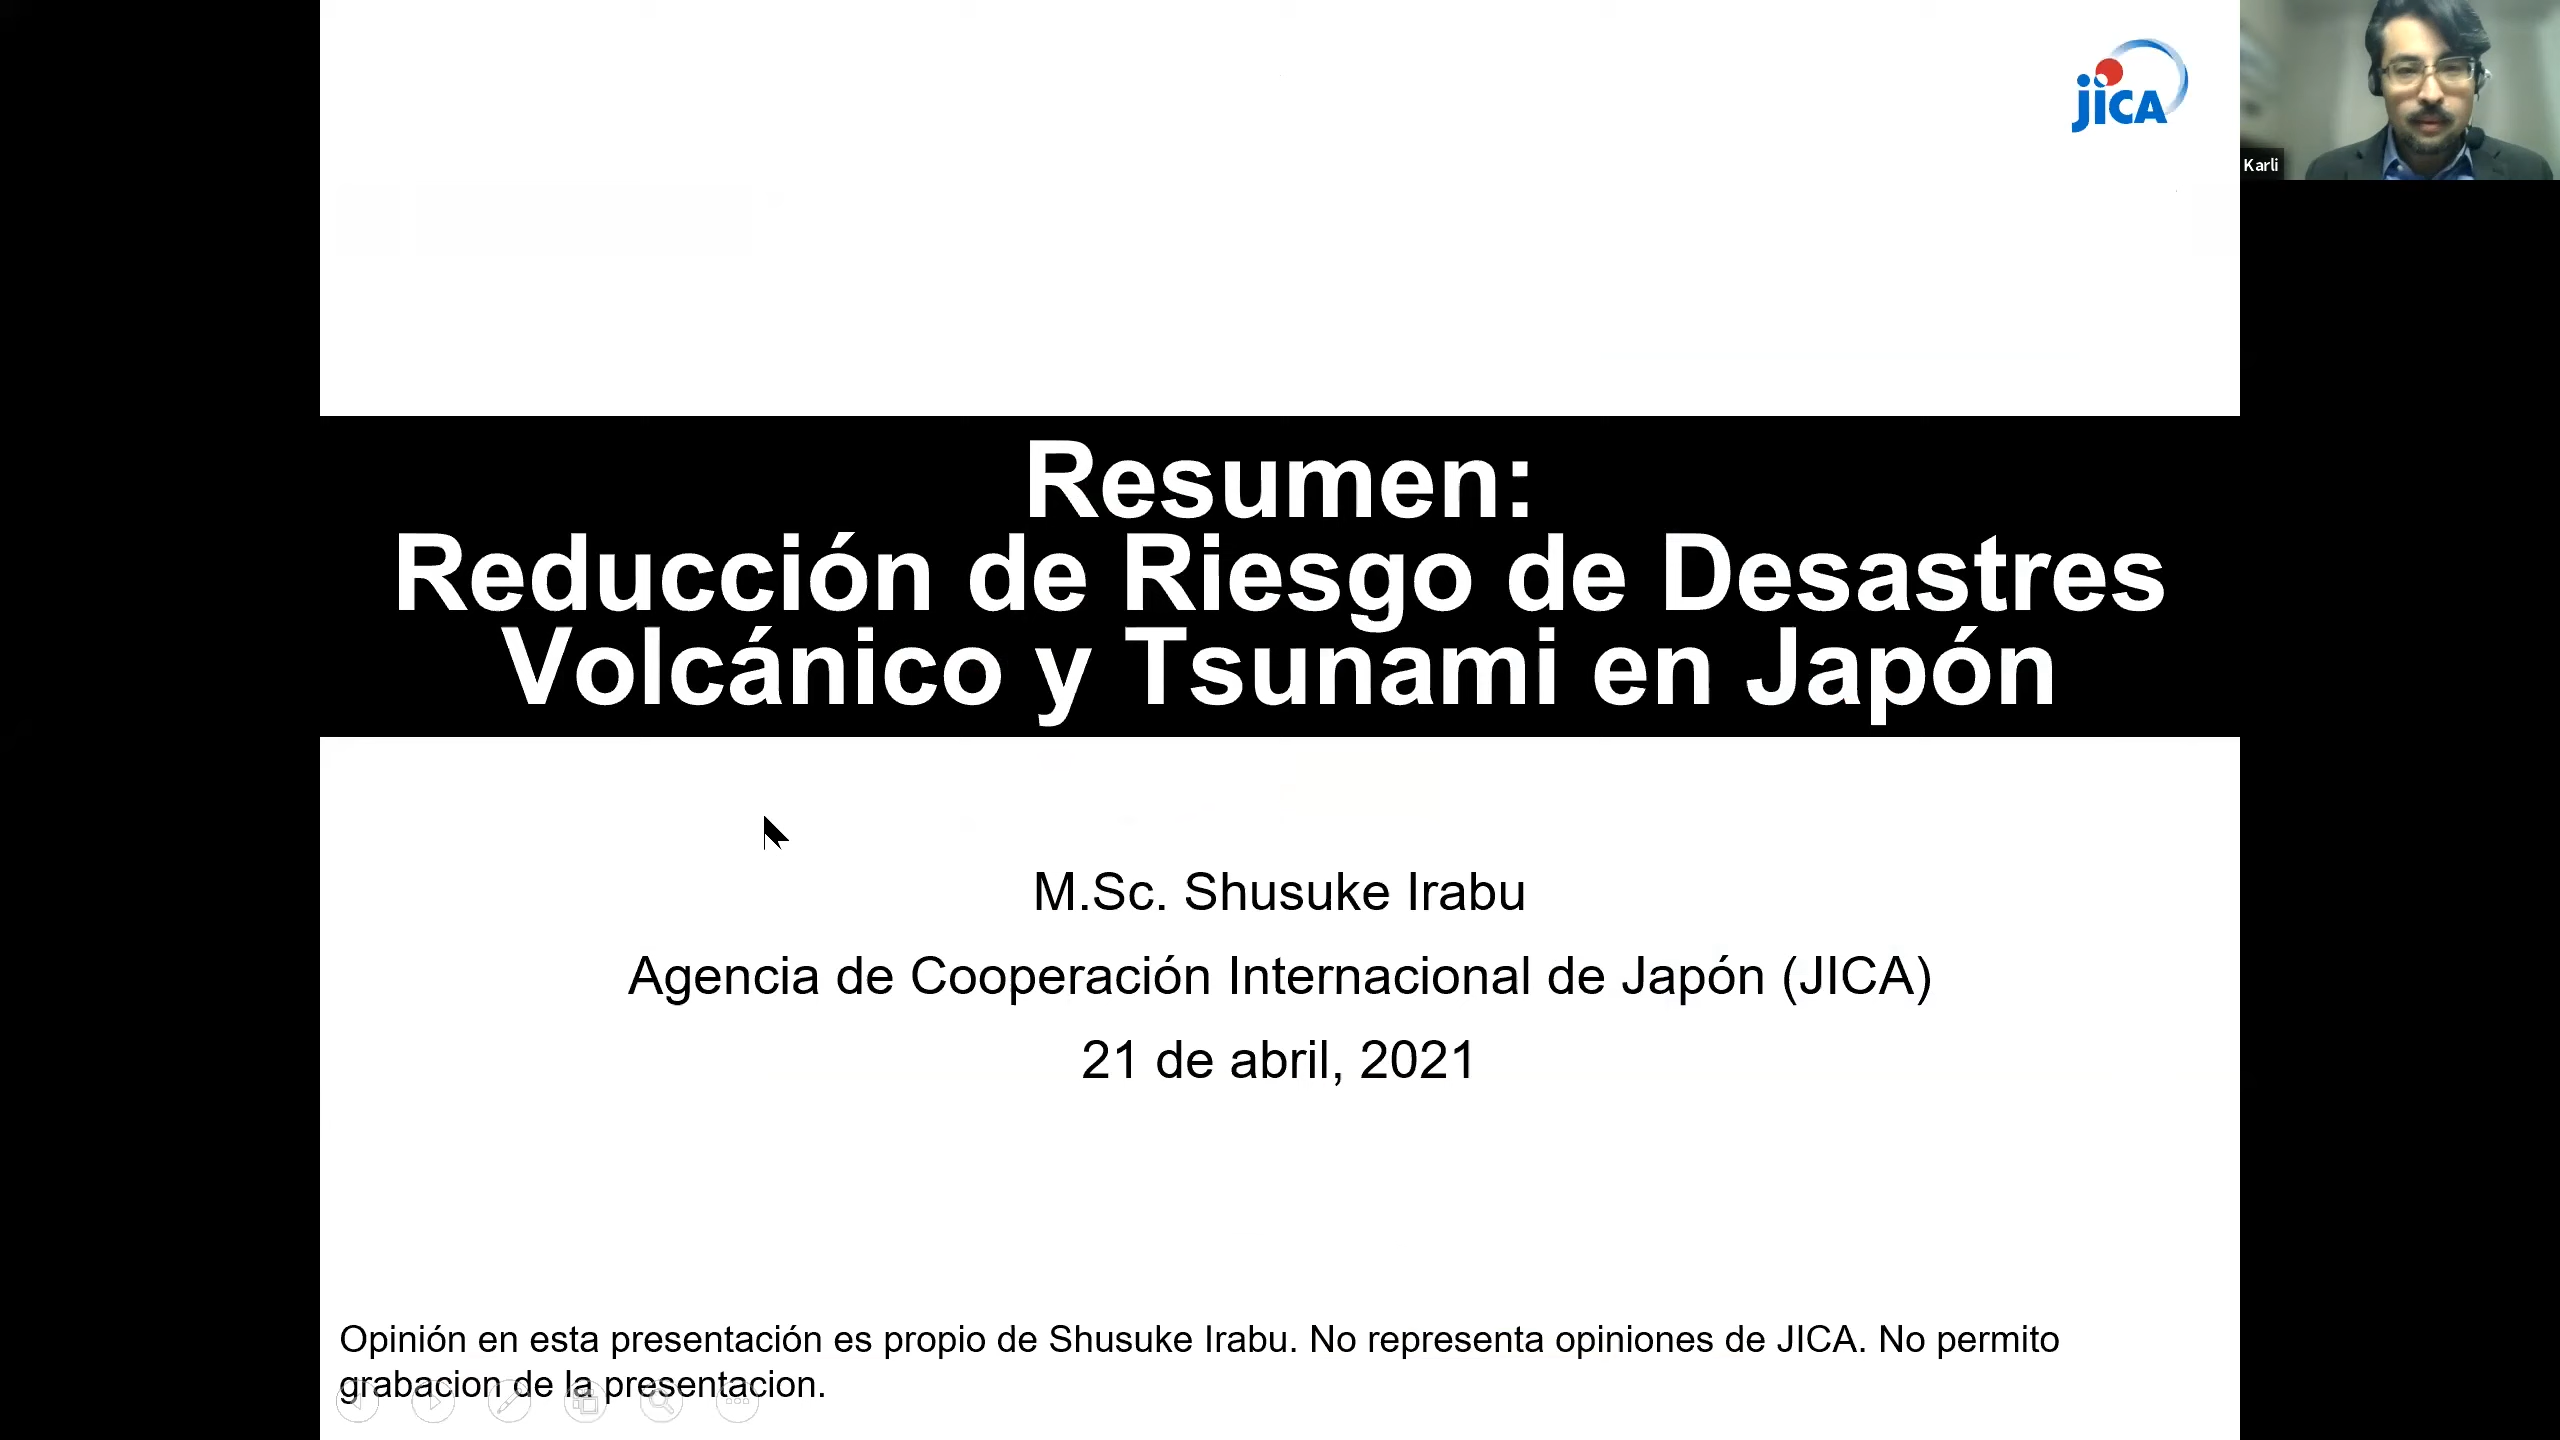 jica
Karli
Resumen:
Reducción de Riesgo de Desastres
Volcánico y Tsunami en Japón
M.Sc. Shusuke Irabu
Agencia de Cooperación Internacional de Japón (JICA)
21 de abril, 2021
Opinión en esta presentación es propio de Shusuke Irabu. No representa opiniones de JICA. No permito
grabacion de la presentacion.